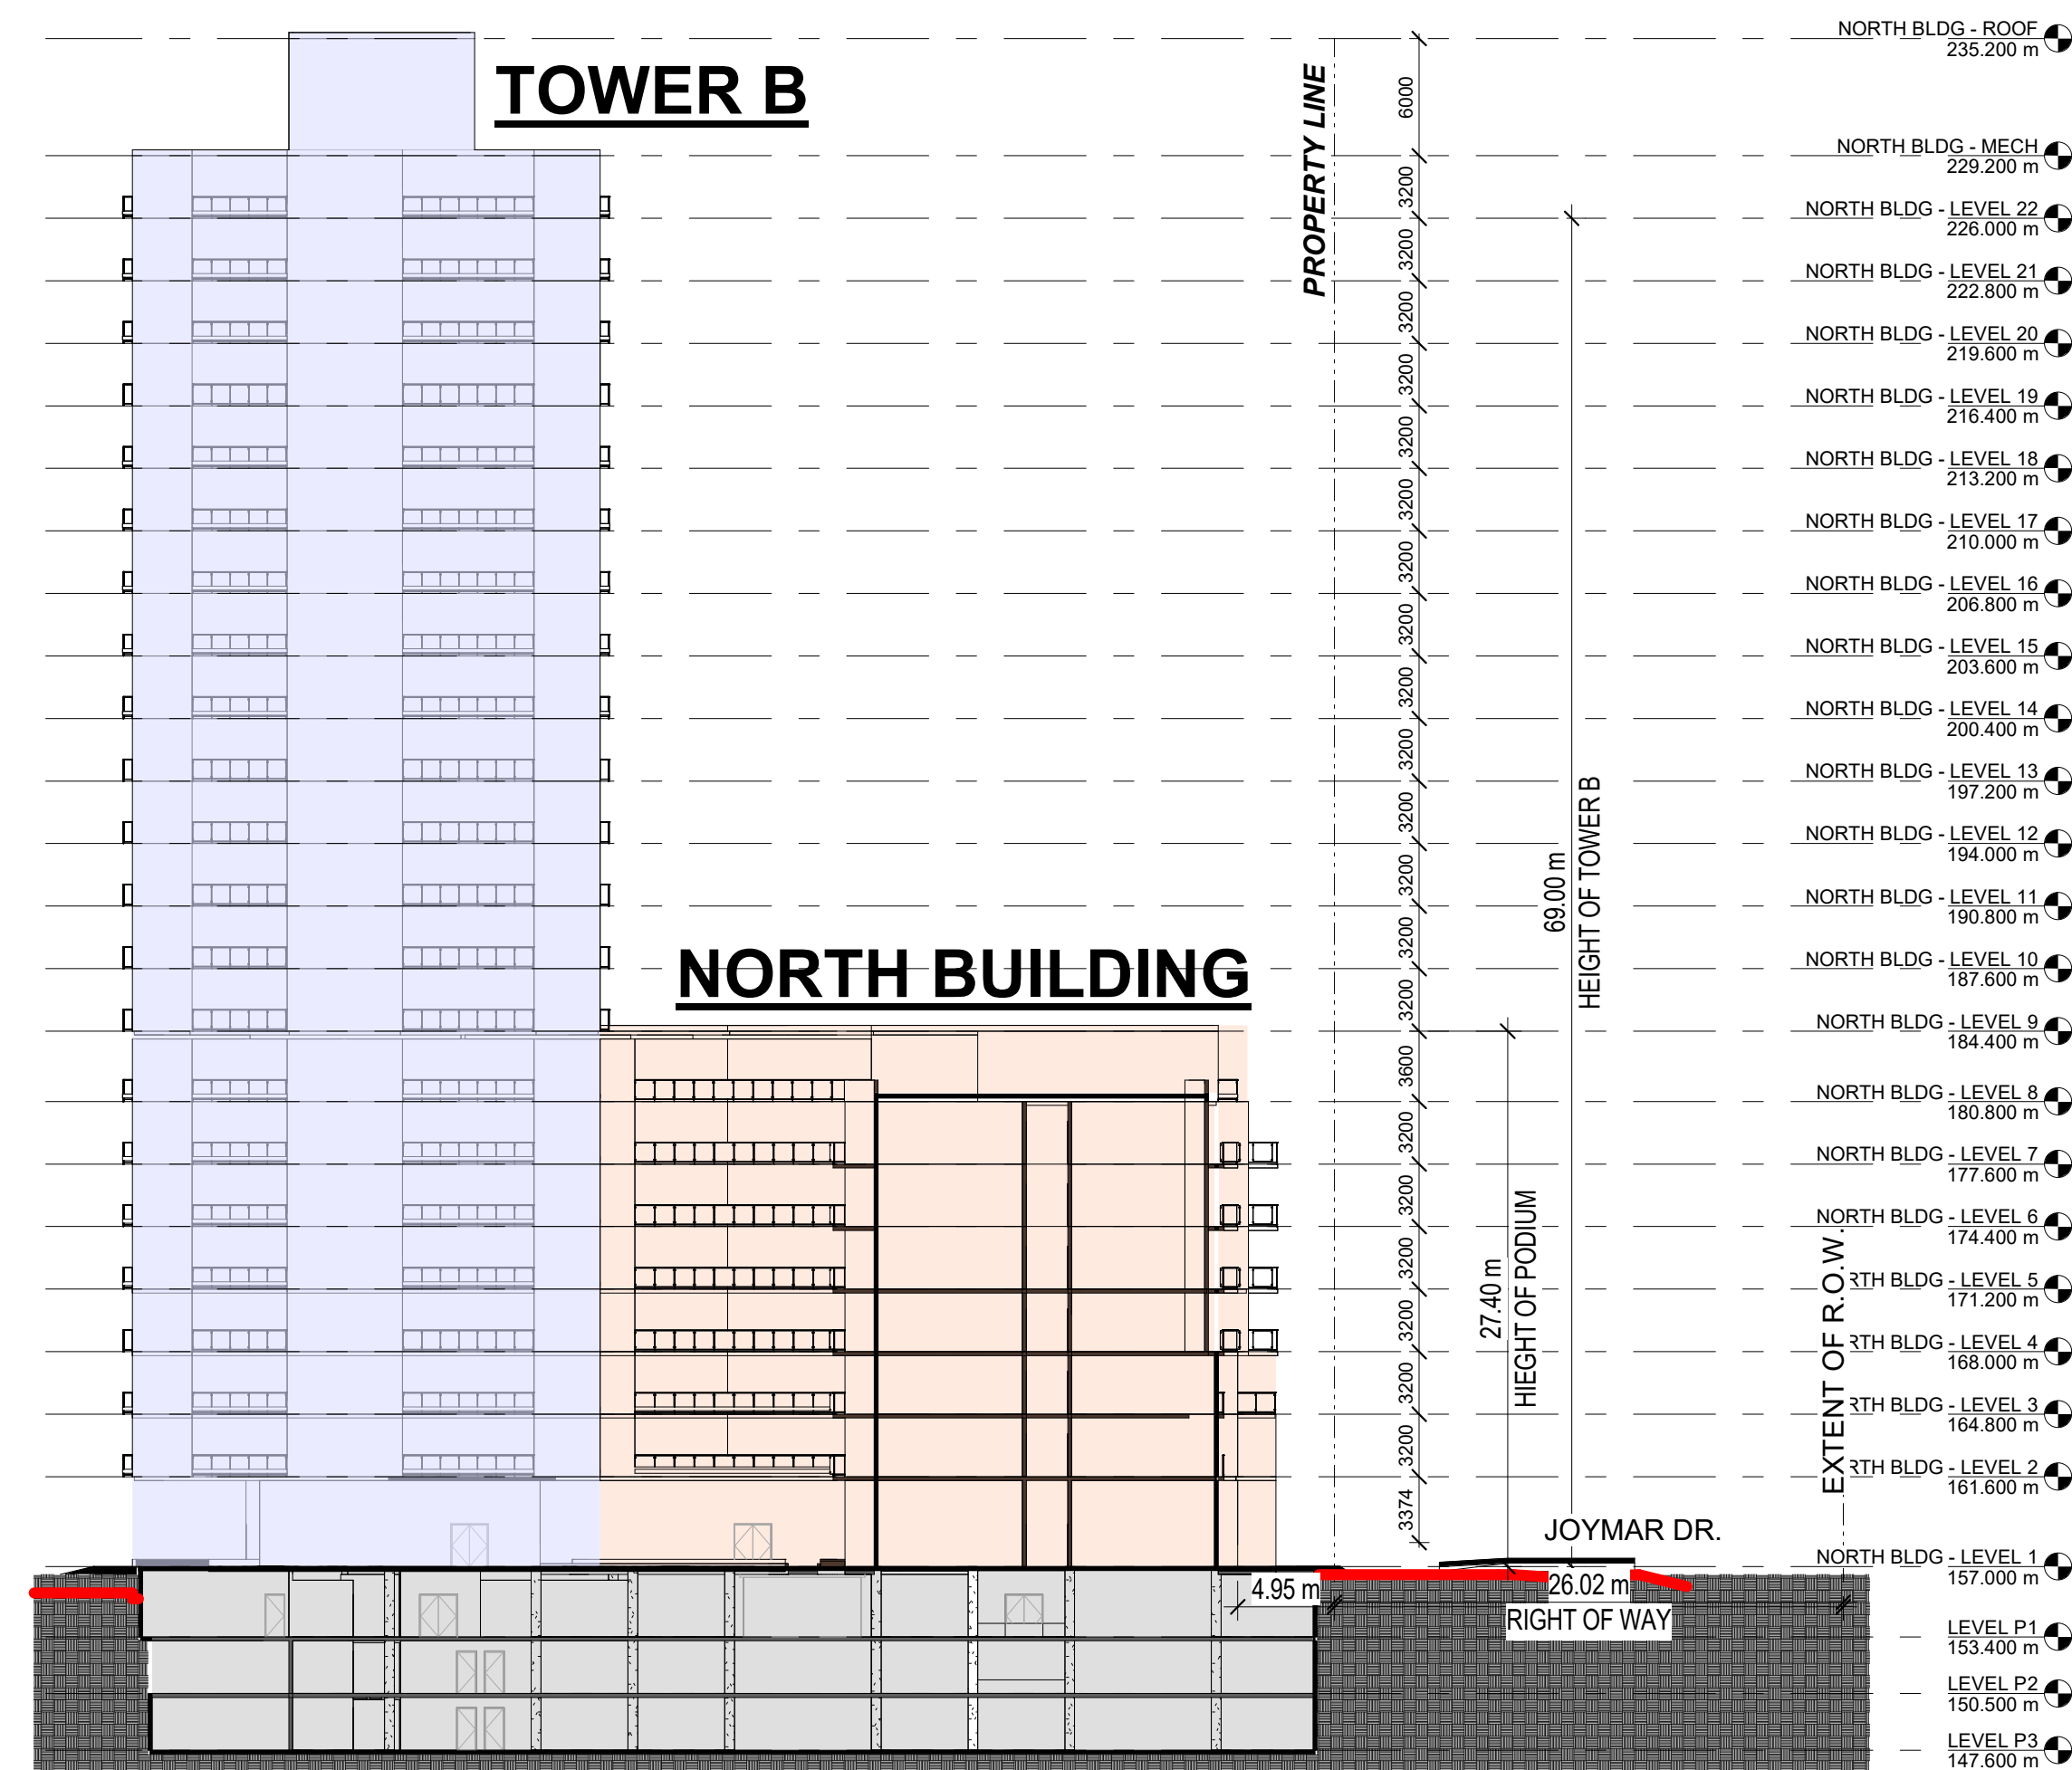 NORTH BLDG - ROOF
235.200 m
TOWER B
PROPERTY LINE
6000
NORTH BLDG - MECH
229.200 m
3200
NORTH BLDG - LEVEL 22
226.000 m
3200
NORTH BLDG - LEVEL 21
222.800 m
3200
NORTH BLDG - LEVEL 20
219.600 m
3200
NORTH BLDG - LEVEL 19
216.400 m
3200
NORTH BLDG - LEVEL 18
213.200 m
3200
NORTH BLDG - LEVEL 17
210.000 m
3200
NORTH BLDG - LEVEL 16
206.800 m
3200
NORTH BLDG - LEVEL 15
203.600 m
3200
NORTH BLDG - LEVEL 14
200.400 m
3200
NORTH BLDG - LEVEL 13
197.200 m
3200
NORTH BLDG - LEVEL 12
194.000 m
3200
NORTH BLDG - LEVEL 11
190.800 m
69.00 m
HEIGHT OF TOWER B
3200
NORTH BLDG - LEVEL 10
187.600 m
NORTH BUILDING
3200
NORTH BLDG - LEVEL 9
184.400 m
3600
NORTH BLDG - LEVEL 8
180.800 m
3200
NORTH BLDG - LEVEL 7
177.600 m
3200
NORTH BLDG - LEVEL 6
174.400 m
27.40 m
HIEGHT OF PODIUM
EXTENT OF R.O.W.
3200
RTH BLDG - LEVEL 5
171.200 m
3200
RTH BLDG - LEVEL 4
168.000 m
3200
RTH BLDG - LEVEL 3
164.800 m
3200
RTH BLDG - LEVEL 2
161.600 m
3374
JOYMAR DR.
NORTH BLDG - LEVEL 1
157.000 m
4.95 m
26.02 m
RIGHT OF WAY
LEVEL P1
153.400 m
LEVEL P2
150.500 m
LEVEL P3
147.600 m